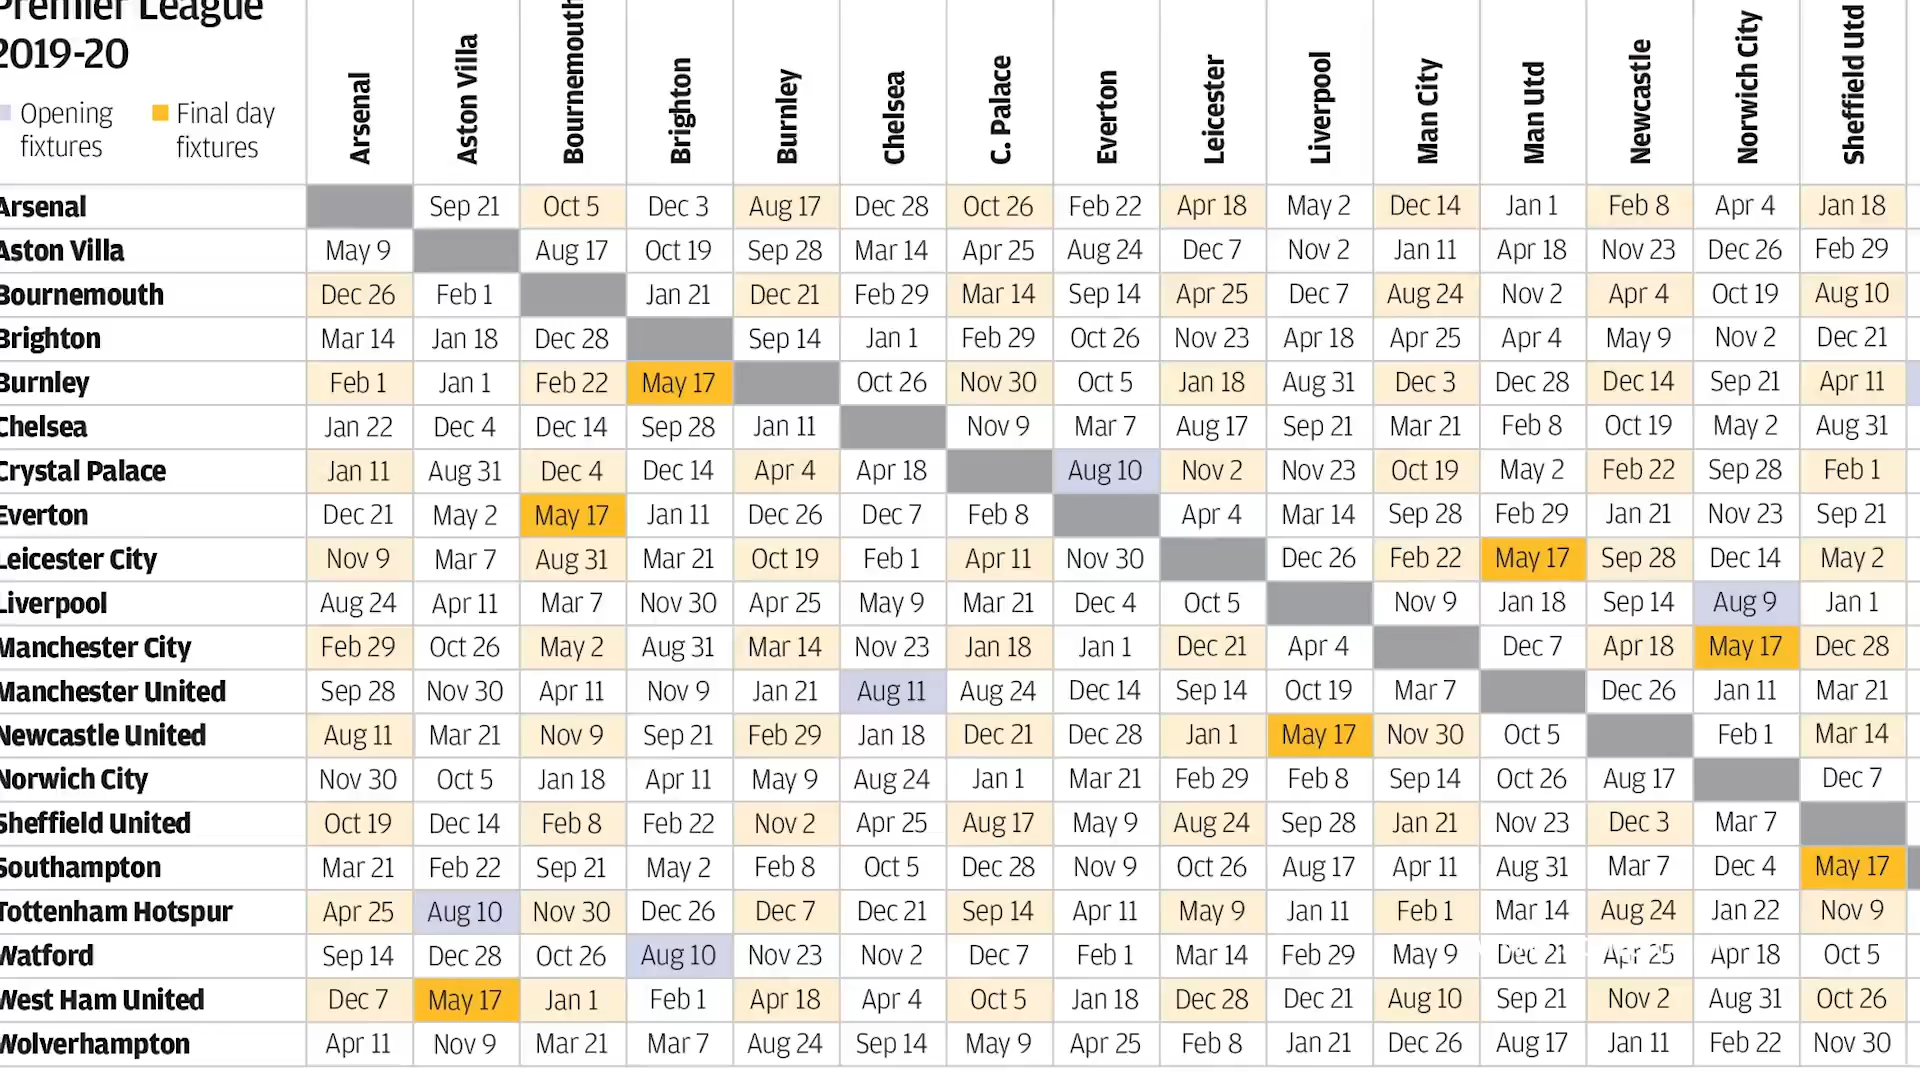 Premier League
2019-20
Opening fixtures
Final day fixtures
Arsenal Aston Villa Bournemouth Brighton Burnley Chelsea C. Palace Everton Leicester Liverpool Man City Man Utd Newcastle Norwich City Sheffield Utd
Arsenal Sep 21 Oct 5 Dec 3 Aug 17 Dec 28 Oct 26 Feb 22 Apr 18 May 2 Dec 14 Jan 1 Feb 8 Apr 4 Jan 18
Aston Villa May 9 Aug 17 Oct 19 Sep 28 Mar 14 Apr 25 Aug 24 Dec 7 Nov 2 Jan 11 Apr 18 Nov 23 Dec 26 Feb 29
Bournemouth Dec 26 Feb 1 Jan 21 Dec 21 Feb 29 Mar 14 Sep 14 Apr 25 Dec 7 Aug 24 Nov 2 Apr 4 Oct 19 Aug 10
Brighton Mar 14 Jan 18 Dec 28 Sep 14 Jan 1 Feb 29 Oct 26 Nov 23 Apr 18 Apr 25 Apr 4 May 9 Nov 2 Dec 21
Burnley Feb 1 Jan 1 Feb 22 May 17 Oct 26 Nov 30 Oct 5 Jan 18 Aug 31 Dec 3 Dec 28 Dec 14 Sep 21 Apr 11
Chelsea Jan 22 Dec 4 Dec 14 Sep 28 Jan 11 Nov 9 Mar 7 Aug 17 Sep 21 Mar 21 Feb 8 Oct 19 May 2 Aug 31
Crystal Palace Jan 11 Aug 31 Dec 4 Dec 14 Apr 4 Apr 18 Aug 10 Nov 2 Nov 23 Oct 19 May 2 Feb 22 Sep 28 Feb 1
Everton Dec 21 May 2 May 17 Jan 11 Dec 26 Dec 7 Feb 8 Apr 4 Mar 14 Sep 28 Feb 29 Jan 21 Nov 23 Sep 21
Leicester City Nov 9 Mar 7 Aug 31 Mar 21 Oct 19 Feb 1 Apr 11 Nov 30 Dec 26 Feb 22 May 17 Sep 28 Dec 14 May 2
Liverpool Aug 24 Apr 11 Mar 7 Nov 30 Apr 25 May 9 Mar 21 Dec 4 Oct 5 Nov 9 Jan 18 Sep 14 Aug 9 Jan 1
Manchester City Feb 29 Oct 26 May 2 Aug 31 Mar 14 Nov 23 Jan 18 Jan 1 Dec 21 Apr 4 Dec 7 Apr 18 May 17 Dec 28
Manchester United Sep 28 Nov 30 Apr 11 Nov 9 Jan 21 Aug 11 Aug 24 Dec 14 Sep 14 Oct 19 Mar 7 Dec 26 Jan 11 Mar 21
Newcastle United Aug 11 Mar 21 Nov 9 Sep 21 Feb 29 Jan 18 Dec 21 Dec 28 Jan 1 May 17 Nov 30 Oct 5 Feb 1 Mar 14
Norwich City Nov 30 Oct 5 Jan 18 Apr 11 May 9 Aug 24 Jan 1 Mar 21 Feb 29 Feb 8 Sep 14 Oct 26 Aug 17 Dec 7
Sheffield United Oct 19 Dec 14 Feb 8 Feb 22 Nov 2 Apr 25 Aug 17 May 9 Aug 24 Sep 28 Jan 21 Nov 23 Dec 3 Mar 7
Southampton Mar 21 Feb 22 Sep 21 May 2 Feb 8 Oct 5 Dec 28 Nov 9 Oct 26 Aug 17 Apr 11 Aug 31 Mar 7 Dec 4 May 17
Tottenham Hotspur Apr 25 Aug 10 Nov 30 Dec 26 Dec 7 Dec 21 Sep 14 Apr 11 May 9 Jan 11 Feb 1 Mar 14 Aug 24 Jan 22 Nov 9
Watford Sep 14 Dec 28 Oct 26 Aug 10 Nov 23 Nov 2 Dec 7 Feb 1 Mar 14 Feb 29 May 9 Dec 21 Apr 25 Apr 18 Oct 5
West Ham United Dec 7 May 17 Jan 1 Feb 1 Apr 18 Apr 4 Oct 5 Jan 18 Dec 28 Dec 21 Aug 10 Sep 21 Nov 2 Aug 31 Oct 26
Wolverhampton Apr 11 Nov 9 Mar 21 Mar 7 Aug 24 Sep 14 May 9 Apr 25 Feb 8 Jan 21 Dec 26 Aug 17 Jan 11 Feb 22 Nov 30